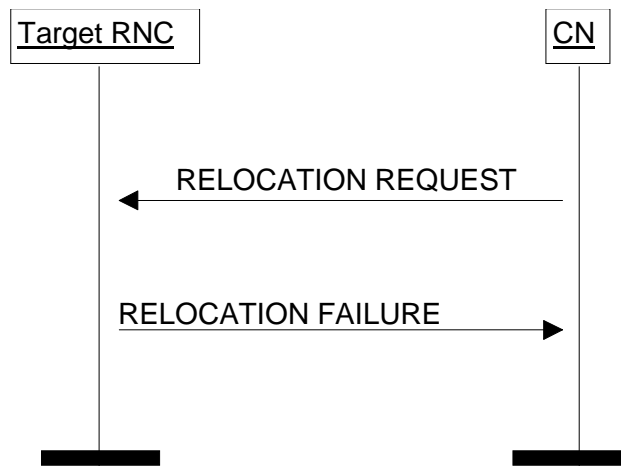 Target RNC
CN
RELOCATION REQUEST
RELOCATION FAILURE